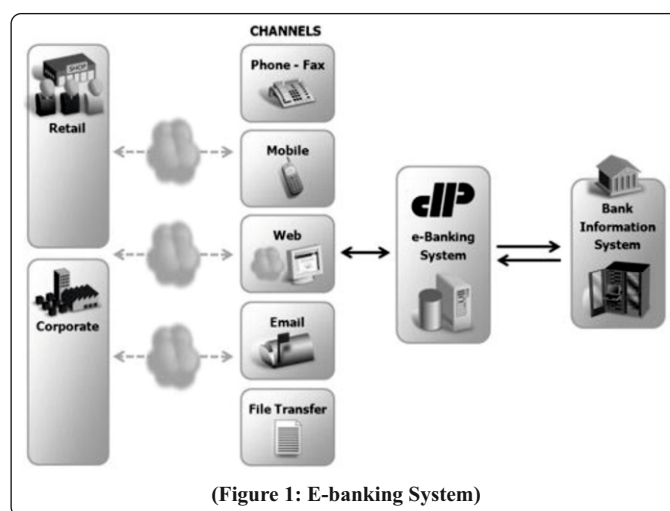 CHANNELS
SHOP
Retail
Corporate
Phone - Fax
Mobile
Web
Email
File Transfer
e-Banking
System
Bank
Information
System
(Figure 1: E-banking System)